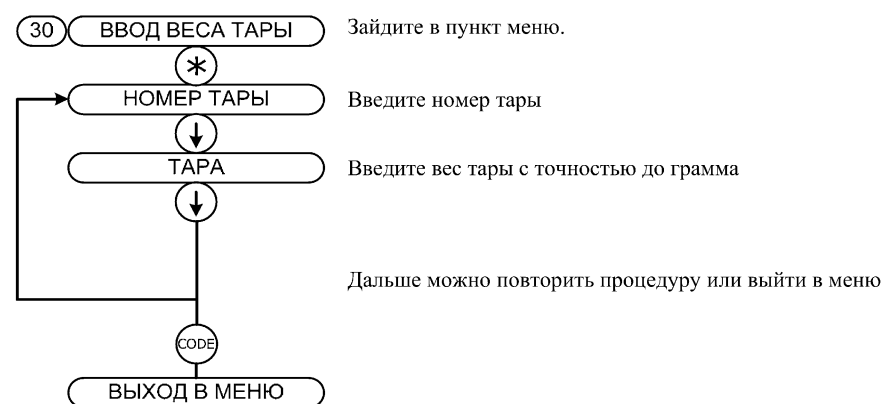 30 ВВОД ВЕСА ТАРЫ Зайдите в пункт меню.
*
НОМЕР ТАРЫ Введите номер тары
↓
ТАРА Введите вес тары с точностью до грамма
↓
Дальше можно повторить процедуру или выйти в меню
CODE
ВЫХОД В МЕНЮ